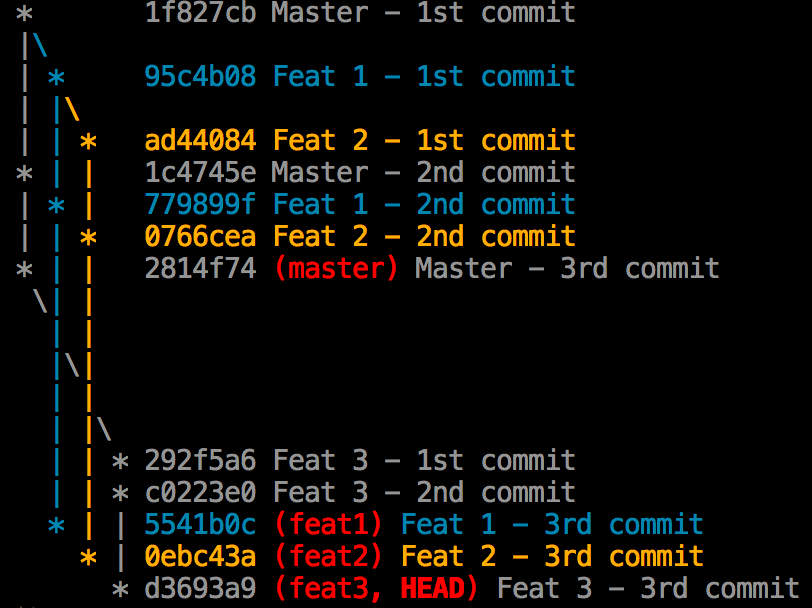 * 1f827cb Master - 1st commit
|\
| * 95c4b08 Feat 1 - 1st commit
| |\
| | * ad44084 Feat 2 - 1st commit
* | | 1c4745e Master - 2nd commit
| * | 779899f Feat 1 - 2nd commit
| | * 0766cea Feat 2 - 2nd commit
* | | 2814f74 (master) Master - 3rd commit
 \| |
  | |
  |\|
  | |
  | |\
  | | * 292f5a6 Feat 3 - 1st commit
  | | * c0223e0 Feat 3 - 2nd commit
  * | | 5541b0c (feat1) Feat 1 - 3rd commit
    * | 0ebc43a (feat2) Feat 2 - 3rd commit
      * d3693a9 (feat3, HEAD) Feat 3 - 3rd commit